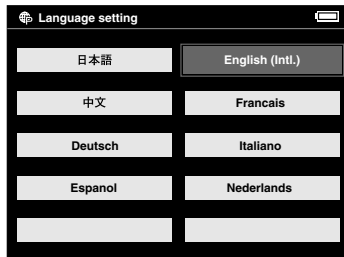 Language setting
日本語
English (Intl.)
中文
Francais
Deutsch
Italiano
Espanol
Nederlands